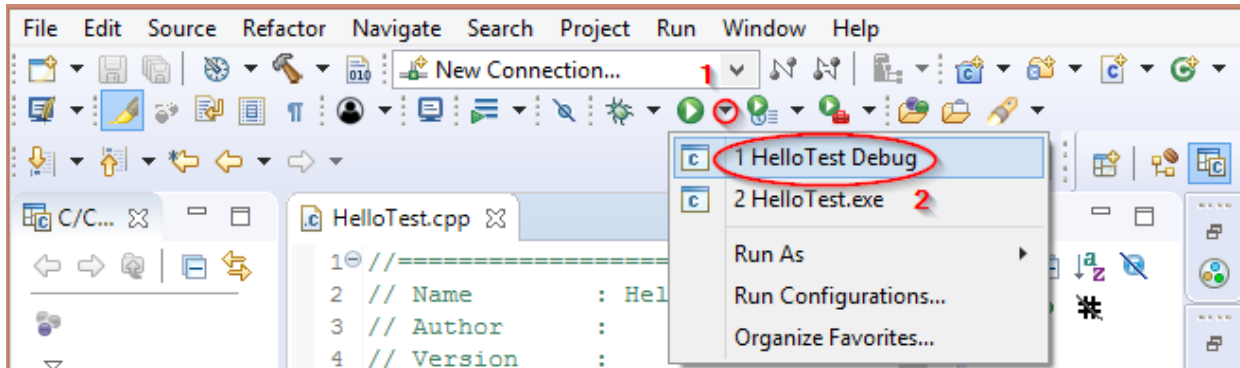 File Edit Source Refactor Navigate Search Project Run Window Help
010 New Connection... 1
1 HelloTest Debug
2 HelloTest.exe 2
Run As
Run Configurations...
Organize Favorites...
C/C... HelloTest.cpp
1 //====================
2 // Name : Hel
3 // Author :
4 // Version :